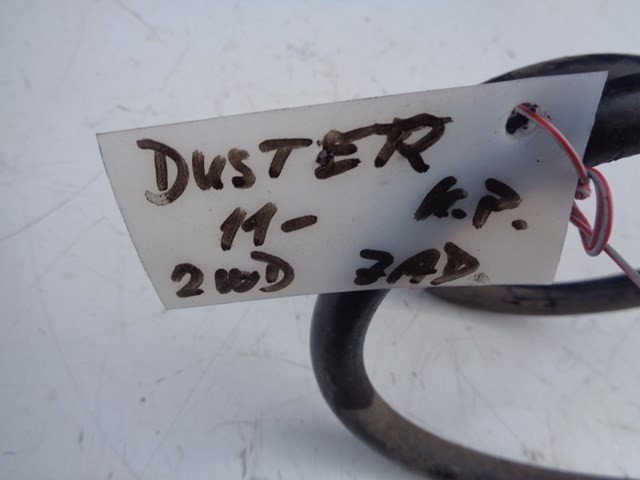 DUSTER
11- K.P.
2WD ZAD.